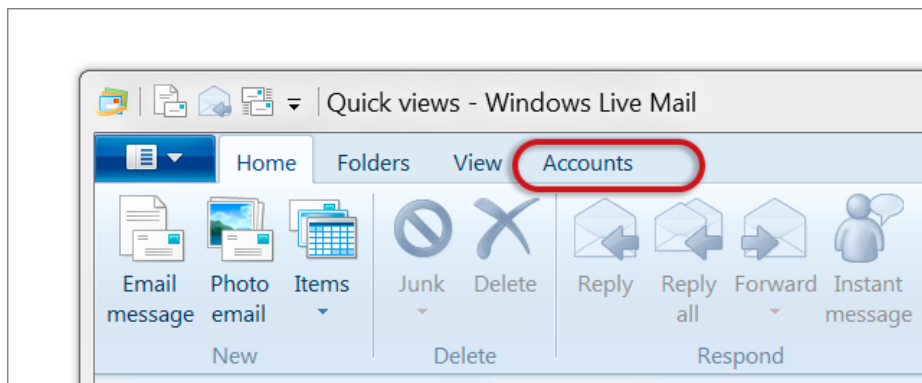 Quick views - Windows Live Mail
Home Folders View Accounts
Email message
Photo email
Items
Junk
Delete
Reply
Reply all
Forward
Instant message
New
Delete
Respond